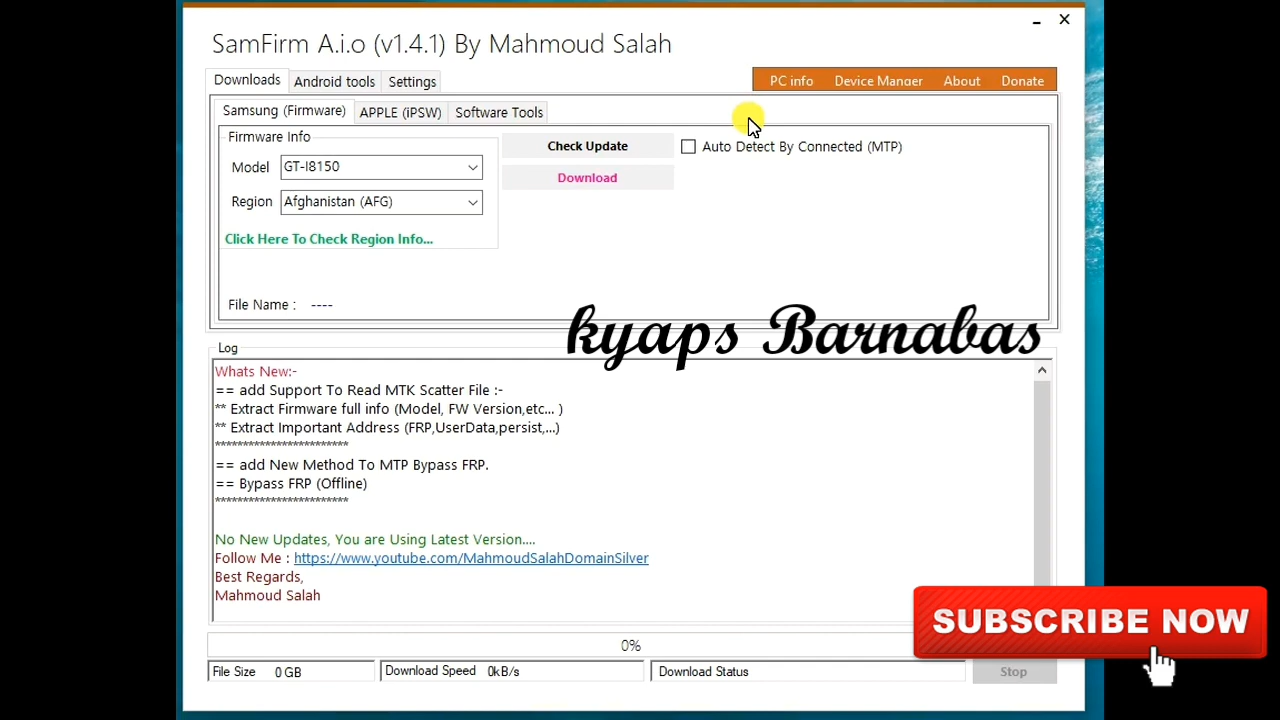 SamFirm A.i.o (v1.4.1) By Mahmoud Salah
Downloads Android tools Settings
PC info Device Manger About Donate
Samsung (Firmware) APPLE (iPSW) Software Tools
Firmware Info
Model GT-I8150
Region Afghanistan (AFG)
Click Here To Check Region Info...
Check Update
Download
Auto Detect By Connected (MTP)
File Name : ----
kyaps Barnabas
Log
Whats New:-
== add Support To Read MTK Scatter File :-
** Extract Firmware full info (Model, FW Version,etc... )
** Extract Important Address (FRP,UserData,persist,...)
***********************
== add New Method To MTP Bypass FRP.
== Bypass FRP (Offline)
***********************
No New Updates, You are Using Latest Version....
Follow Me : https://www.youtube.com/MahmoudSalahDomainSilver
Best Regards,
Mahmoud Salah
SUBSCRIBE NOW
0%
File Size 0 GB Download Speed 0kB/s Download Status Stop